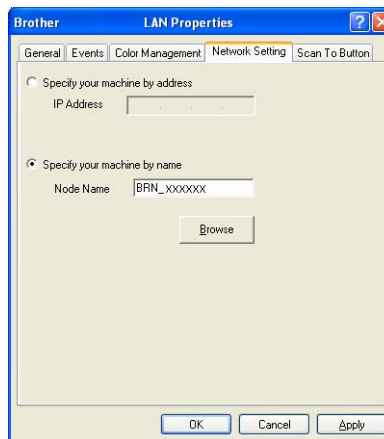 Brother LAN Properties
General Events Color Management Network Setting Scan To Button
Specify your machine by address
IP Address . . .
Specify your machine by name
Node Name BRN_xxxxxx
Browse
OK Cancel Apply